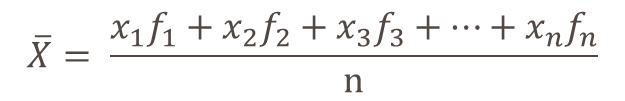 X̄ = x₁f₁ + x₂f₂ + x₃f₃ + ⋯ + xₙfₙ / n